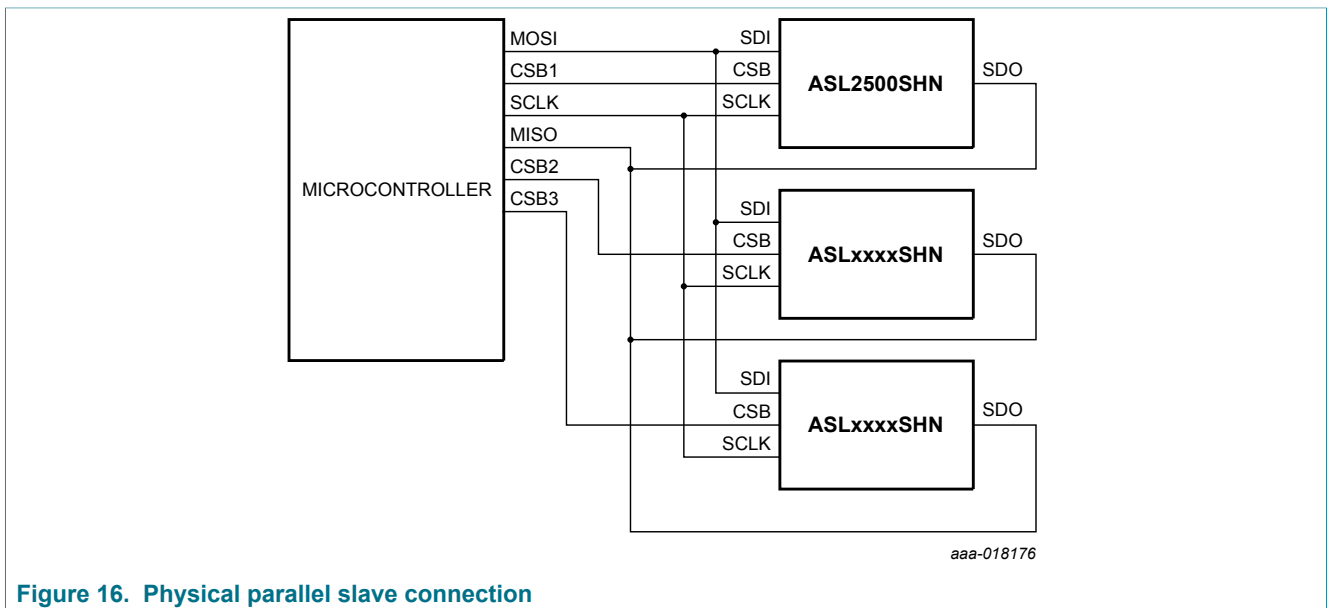 MOSI
CSB1
SCLK
MISO
CSB2
CSB3
MICROCONTROLLER
SDI
CSB
SCLK
ASL2500SHN
SDO
SDI
CSB
SCLK
ASLxxxxSHN
SDO
SDI
CSB
SCLK
ASLxxxxSHN
SDO
aaa-018176
Figure 16. Physical parallel slave connection